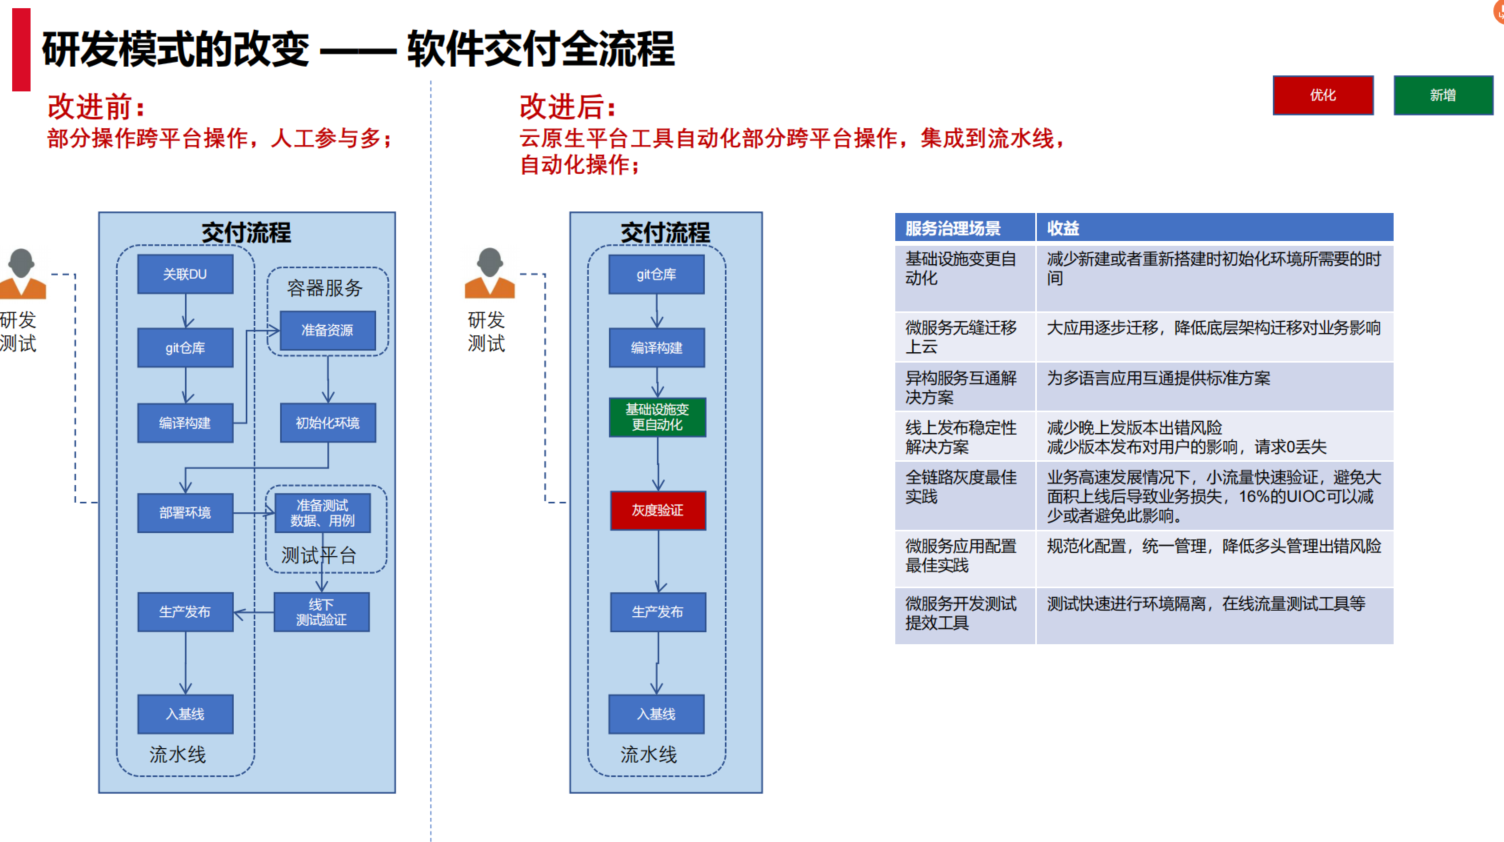 研发模式的改变 —— 软件交付全流程
优化
新增
改进前：
部分操作跨平台操作，人工参与多；
改进后：
云原生平台工具自动化部分跨平台操作，集成到流水线，
自动化操作；
研发
测试
交付流程
关联DU
git仓库
编译构建
容器服务
准备资源
初始化环境
部署环境
准备测试
数据、用例
测试平台
线下
测试验证
生产发布
入基线
流水线
研发
测试
交付流程
git仓库
编译构建
基础设施变
更自动化
灰度验证
生产发布
入基线
流水线
服务治理场景
收益
基础设施变更自
动化
减少新建或者重新搭建时初始化环境所需要的时
间
微服务无缝迁移
上云
大应用逐步迁移，降低底层架构迁移对业务影响
异构服务互通解
决方案
为多语言应用互通提供标准方案
线上发布稳定性
解决方案
减少晚上发版本出错风险
减少版本发布对用户的影响，请求0丢失
全链路灰度最佳
实践
业务高速发展情况下，小流量快速验证，避免大
面积上线后导致业务损失，16%的UIOC可以减
少或者避免此影响。
微服务应用配置
最佳实践
规范化配置，统一管理，降低多头管理出错风险
微服务开发测试
提效工具
测试快速进行环境隔离，在线流量测试工具等